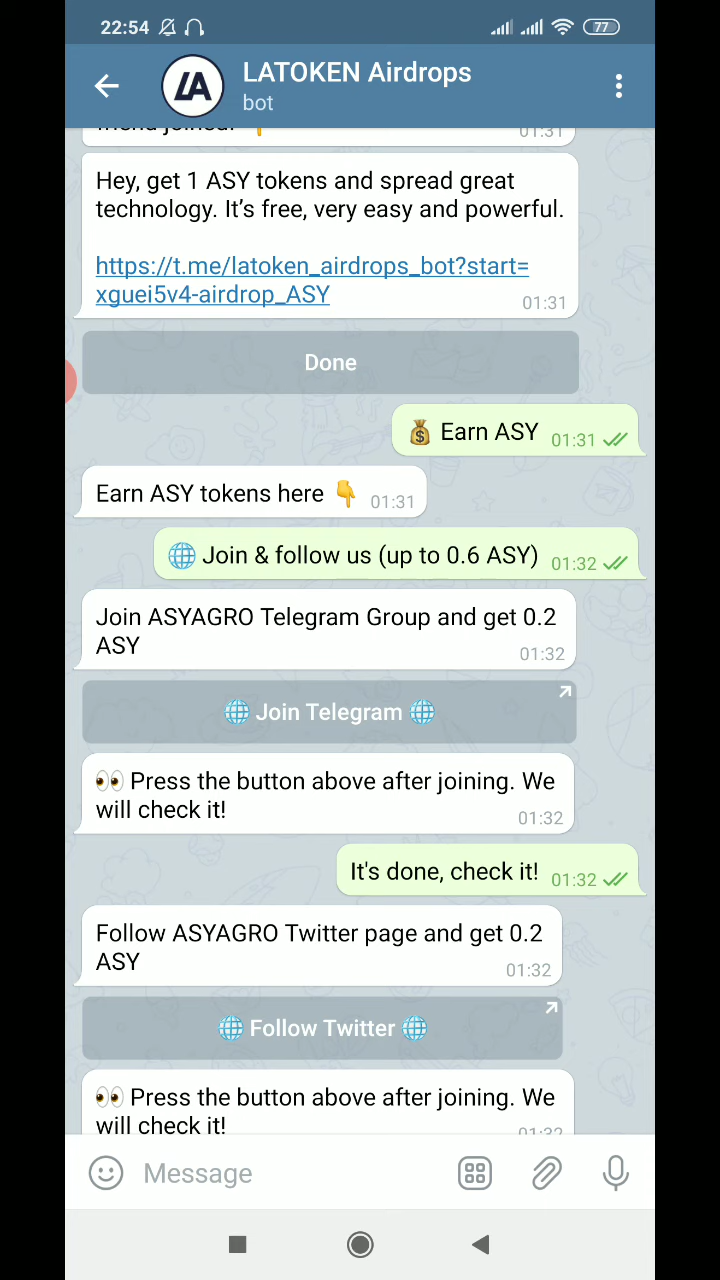 22:54
77
LA
LATOKEN Airdrops
bot
friend joined! 👇
01:31
Hey, get 1 ASY tokens and spread great
technology. It’s free, very easy and powerful.
https://t.me/latoken_airdrops_bot?start=
xguei5v4-airdrop_ASY
01:31
Done
💰 Earn ASY 01:31
Earn ASY tokens here 👇 01:31
🌐 Join & follow us (up to 0.6 ASY) 01:32
Join ASYAGRO Telegram Group and get 0.2
ASY
01:32
🌐 Join Telegram 🌐
👀 Press the button above after joining. We
will check it!
01:32
It's done, check it! 01:32
Follow ASYAGRO Twitter page and get 0.2
ASY
01:32
🌐 Follow Twitter 🌐
👀 Press the button above after joining. We
will check it!
01:32
Message